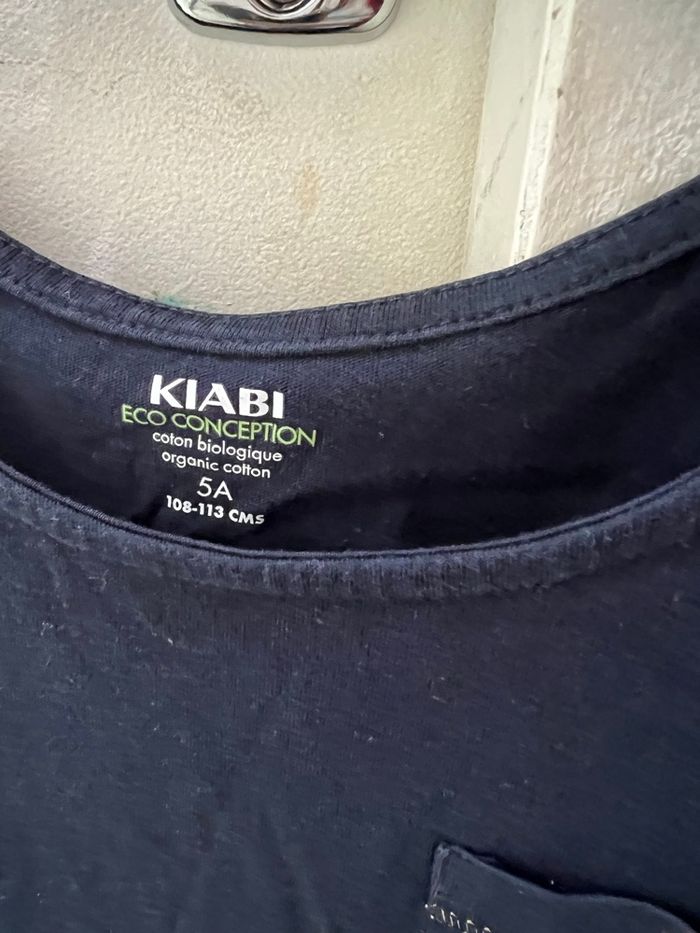 KIABI
ECO CONCEPTION
coton biologique
organic cotton
5A
108-113 CMS